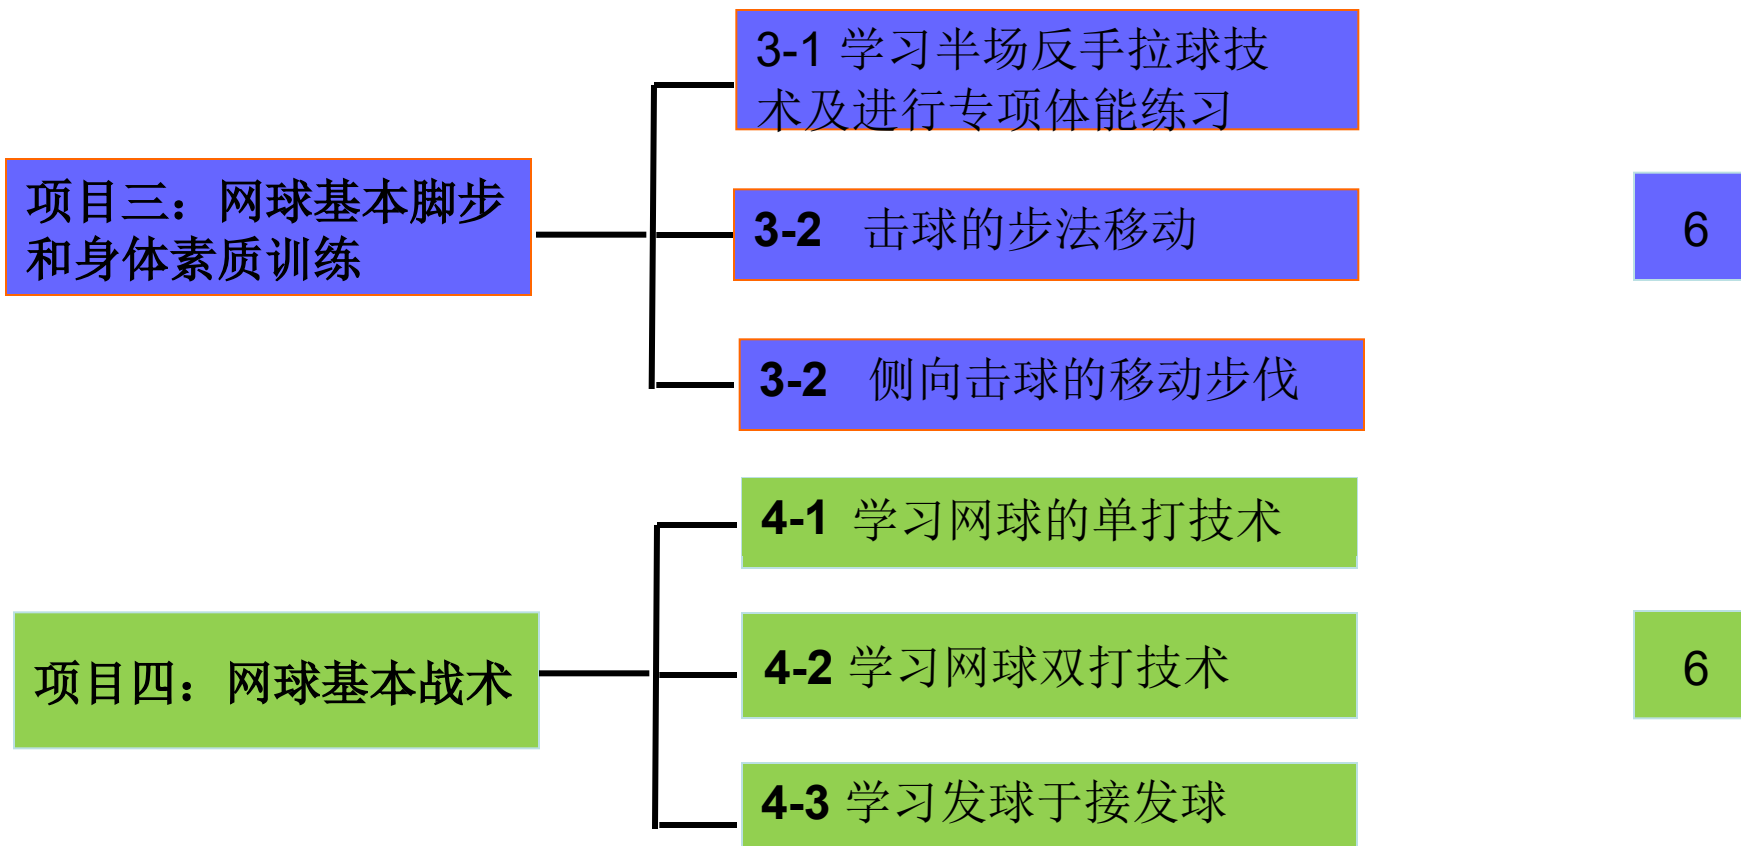 3-1 学习半场反手拉球技
术及进行专项体能练习
项目三：网球基本脚步
和身体素质训练
3-2 击球的步法移动
6
3-2 侧向击球的移动步伐
4-1 学习网球的单打技术
项目四：网球基本战术
4-2 学习网球双打技术
6
4-3 学习发球于接发球